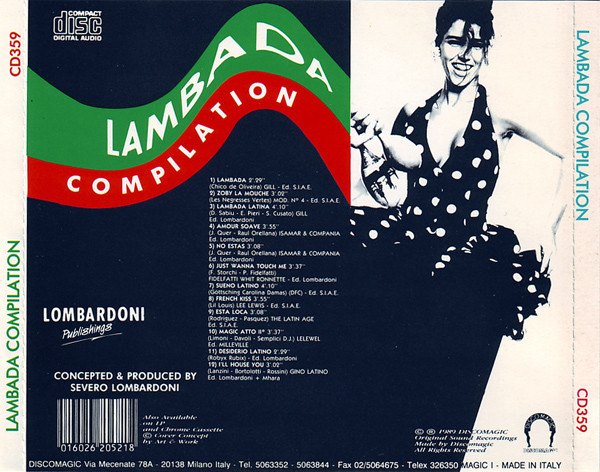 CD359
LAMBADA COMPILATION
COMPACT
disc
DIGITAL AUDIO
LAMBADA
COMPILATION
1) LAMBADA 2'.29"
(Chico de Oliveira) GILL - Ed. S.I.A.E.
2) ZOBY LA MOUCHE 3'.02"
(Les Negresses Vertes) MOD. N° 4 - Ed. S.I.A.E.
3) LAMBADA LATINA 4'.10"
(D. Sabiu - E. Pieri - S. Cusato) GILL
Ed. Lombardoni
4) AMOUR SOAVE 3'.55"
(J. Quer - Raul Orellana) ISAMAR & COMPANIA
Ed. Lombardoni
5) NO ESTAS 3'.08"
(J. Quer - Raul Orellana) ISAMAR & COMPANIA
Ed. Lombardoni
6) JUST WANNA TOUCH ME 3'.37"
(F. Storchi - P. Fidelfatti)
FIDELFATTI WHIT RONNETTE - Ed. Lombardoni
7) SUENO LATINO 4'.10"
(Göttsching Carolina Damas) (DFC) - Ed. S.I.A.E.
8) FRENCH KISS 3'.55"
(Lil Louis) LEE LEWIS - Ed. S.I.A.E.
9) ESTA LOCA 3'.08"
(Rodriguez - Pasquez) THE LATIN AGE
Ed. S.I.A.E.
10) MAGIC ATTO II° 3'.37"
(Limoni - Davoli - Semplici D.J.) LELEWEL
Ed. MILLEVILLE
11) DESIDERIO LATINO 2'.29"
(Robyx Rubix) - Ed. Lombardoni
12) I'LL HOUSE YOU 3'.02"
(Lanzini - Bortolotti - Rossini) GINO LATINO
Ed. Lombardoni + Mhara
LOMBARDONI
Publishings
CONCEPTED & PRODUCED BY
SEVERO LOMBARDONI
0 016026 205218
Also Available
on LP
and Chrome Cassette
© Cover Concept
by Art & Work
© ℗ 1989 DISCOMAGIC
Original Sound Recordings
Made by Discomagic
All Rights Reserved
DISCOMAGIC
DISCOMAGIC Via Mecenate 78A - 20138 Milano Italy - Tel. 5063352 - 5063844 - Fax 02/5064675 - Telex 326350 MAGIC I - MADE IN ITALY
LAMBADA COMPILATION
CD359